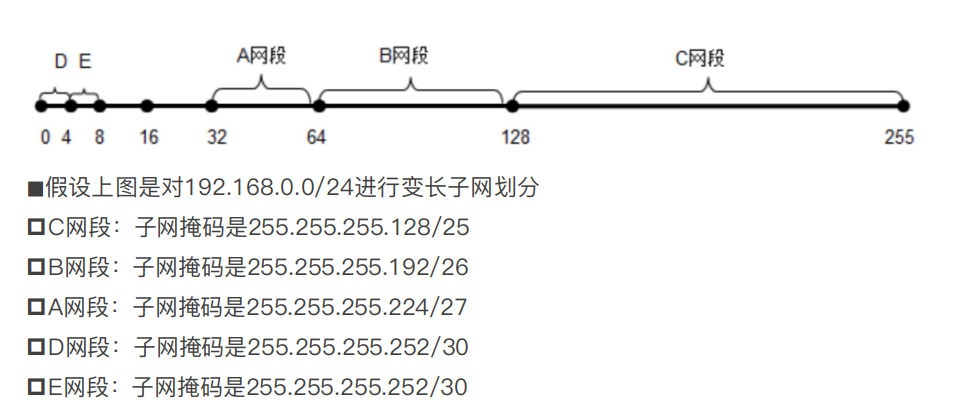 D E A网段 B网段 C网段
0 4 8 16 32 64 128 255
■假设上图是对192.168.0.0/24进行变长子网划分
C网段：子网掩码是255.255.255.128/25
B网段：子网掩码是255.255.255.192/26
A网段：子网掩码是255.255.255.224/27
D网段：子网掩码是255.255.255.252/30
E网段：子网掩码是255.255.255.252/30